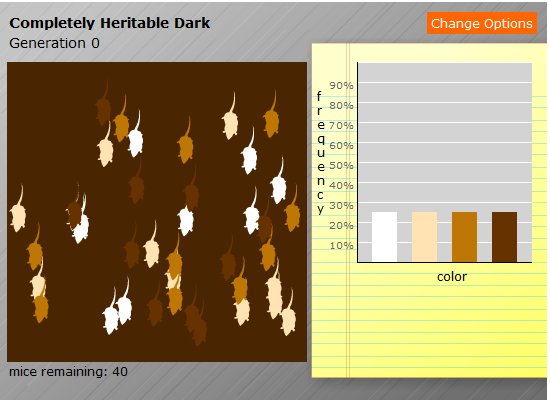 Completely Heritable Dark
Change Options
Generation 0
frequency
90%
80%
70%
60%
50%
40%
30%
20%
10%
color
mice remaining: 40